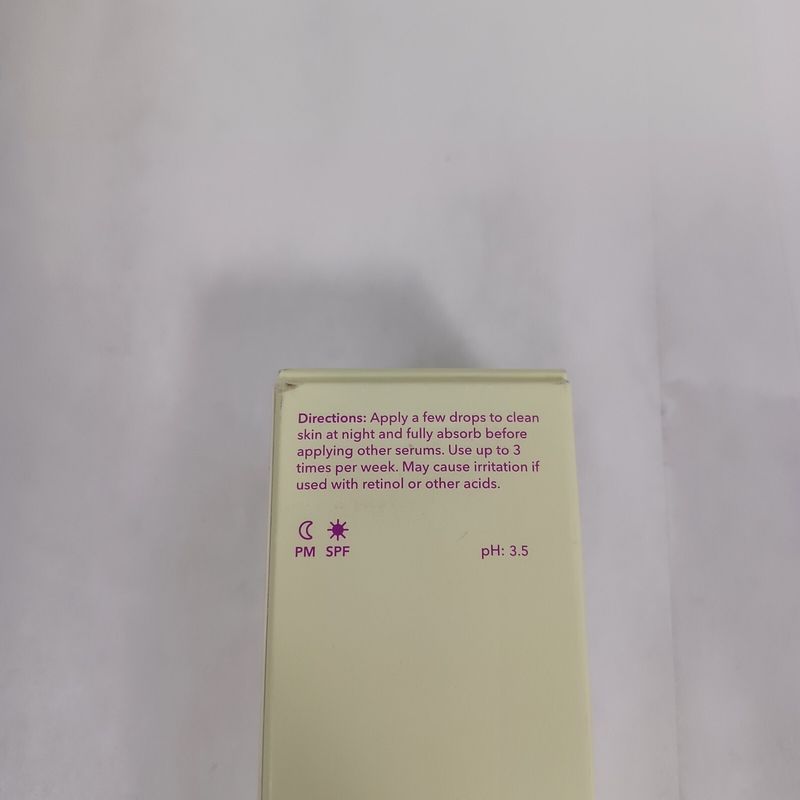 Directions: Apply a few drops to clean
skin at night and fully absorb before
applying other serums. Use up to 3
times per week. May cause irritation if
used with retinol or other acids.
PM SPF
pH: 3.5